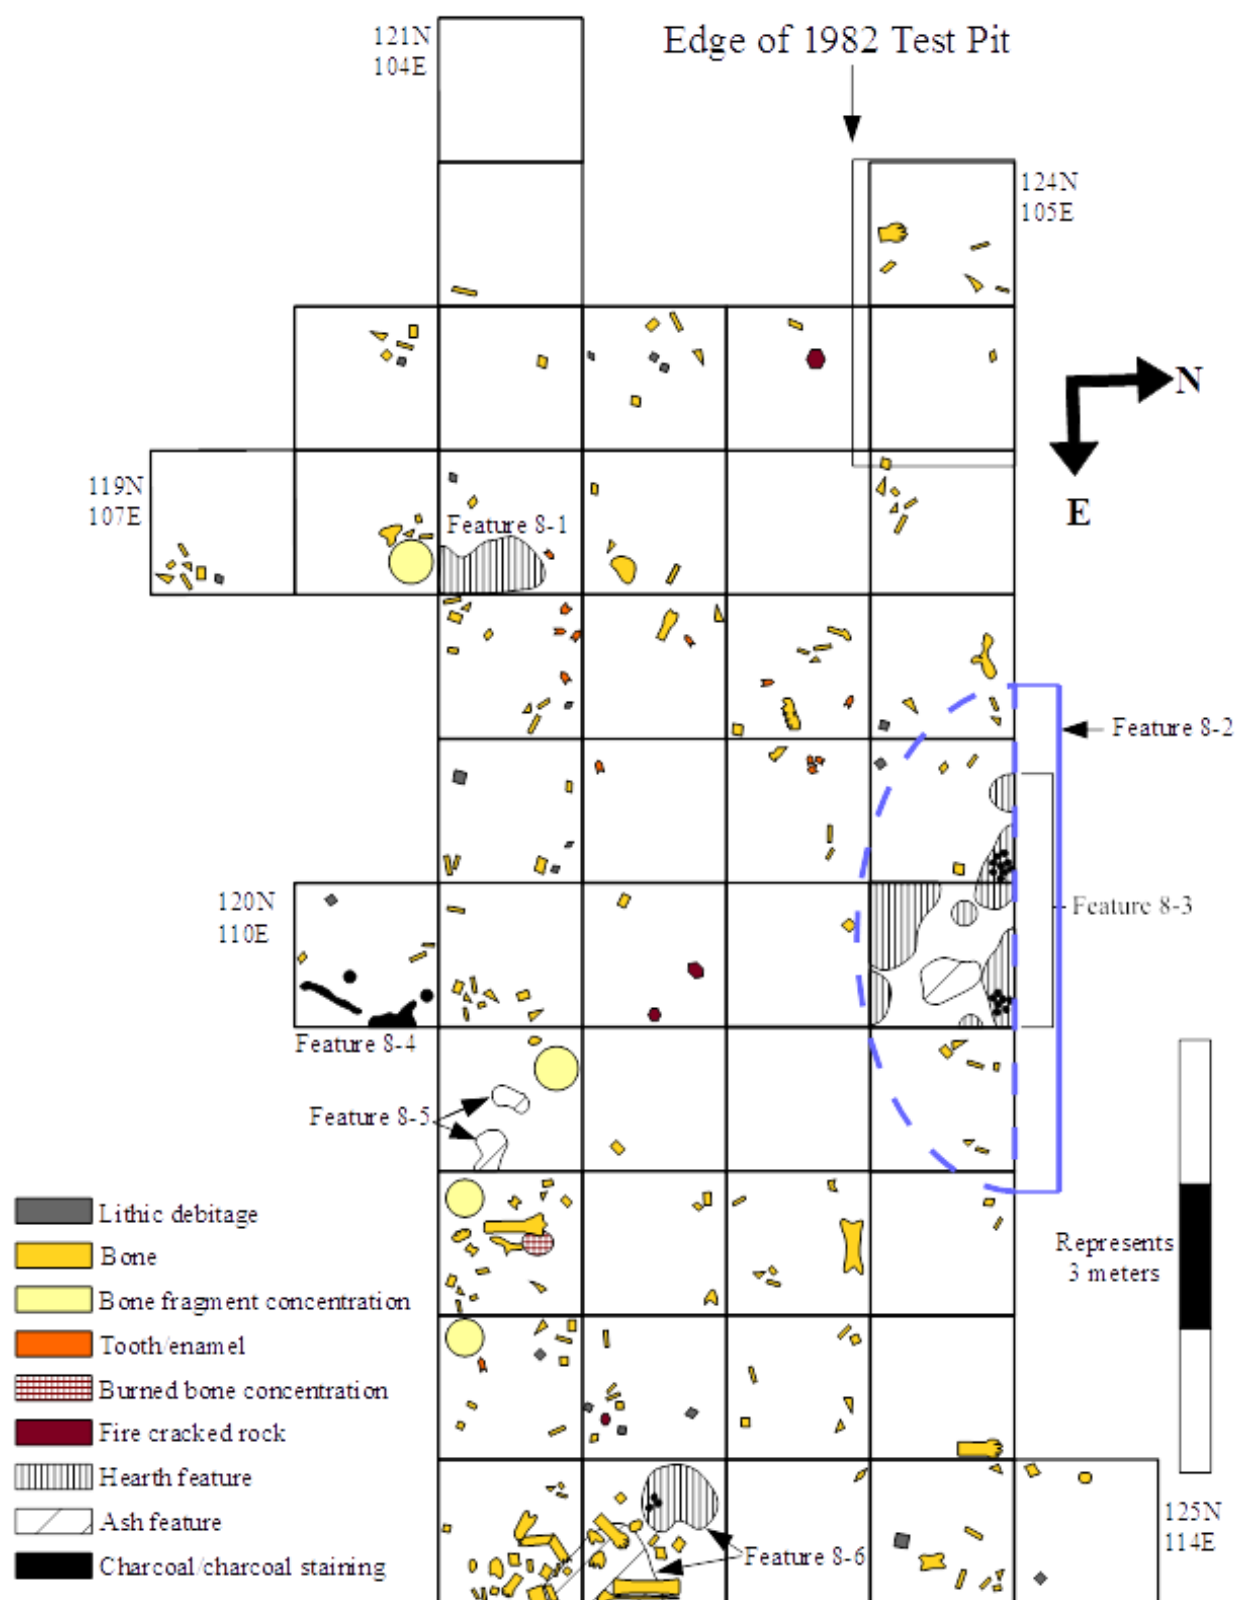 121N
104E
Edge of 1982 Test Pit
124N
105E
N
E
119N
107E
Feature 8-1
Feature 8-2
120N
110E
Feature 8-3
Feature 8-4
Feature 8-5
Represents
3 meters
Lithic debitage
Bone
Bone fragment concentration
Tooth/enamel
Burned bone concentration
Fire cracked rock
Hearth feature
Ash feature
Charcoal/charcoal staining
125N
114E
Feature 8-6